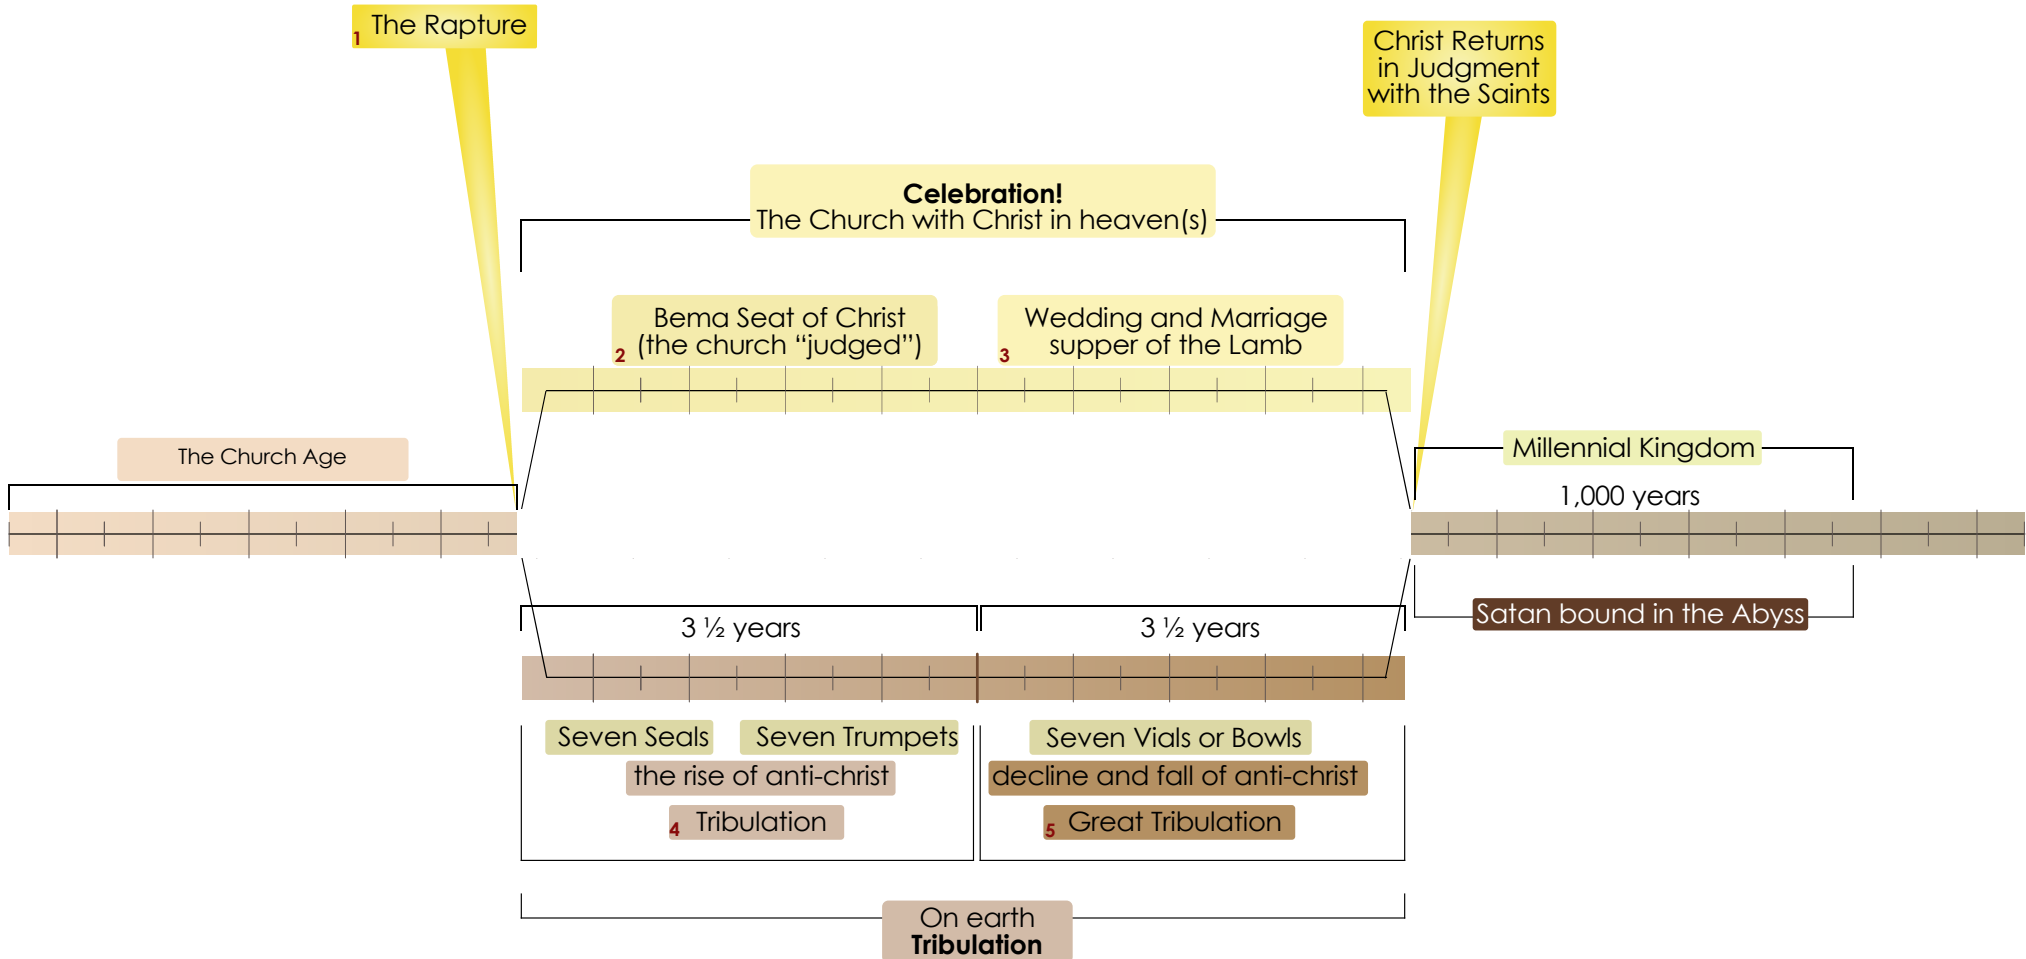 1 The Rapture
Christ Returns
in Judgment
with the Saints
Celebration!
The Church with Christ in heaven(s)
Bema Seat of Christ
2 (the church “judged”)
Wedding and Marriage
3 supper of the Lamb
The Church Age
Millennial Kingdom
1,000 years
Satan bound in the Abyss
3 ½ years
3 ½ years
Seven Seals
Seven Trumpets
the rise of anti-christ
4 Tribulation
Seven Vials or Bowls
decline and fall of anti-christ
5 Great Tribulation
On earth
Tribulation